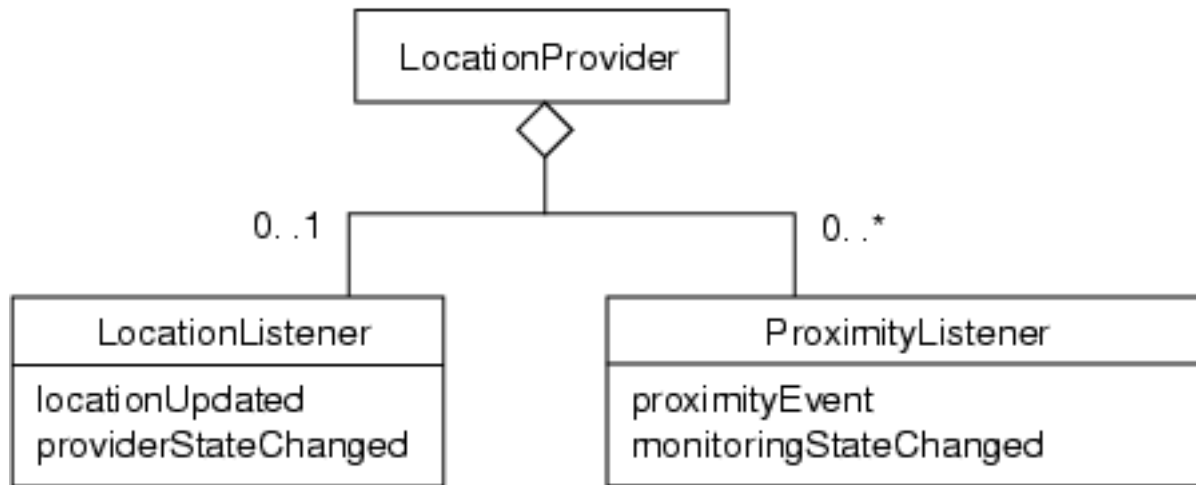 LocationProvider
0..1
0..*
LocationListener
locationUpdated
providerStateChanged
ProximityListener
proximityEvent
monitoringStateChanged